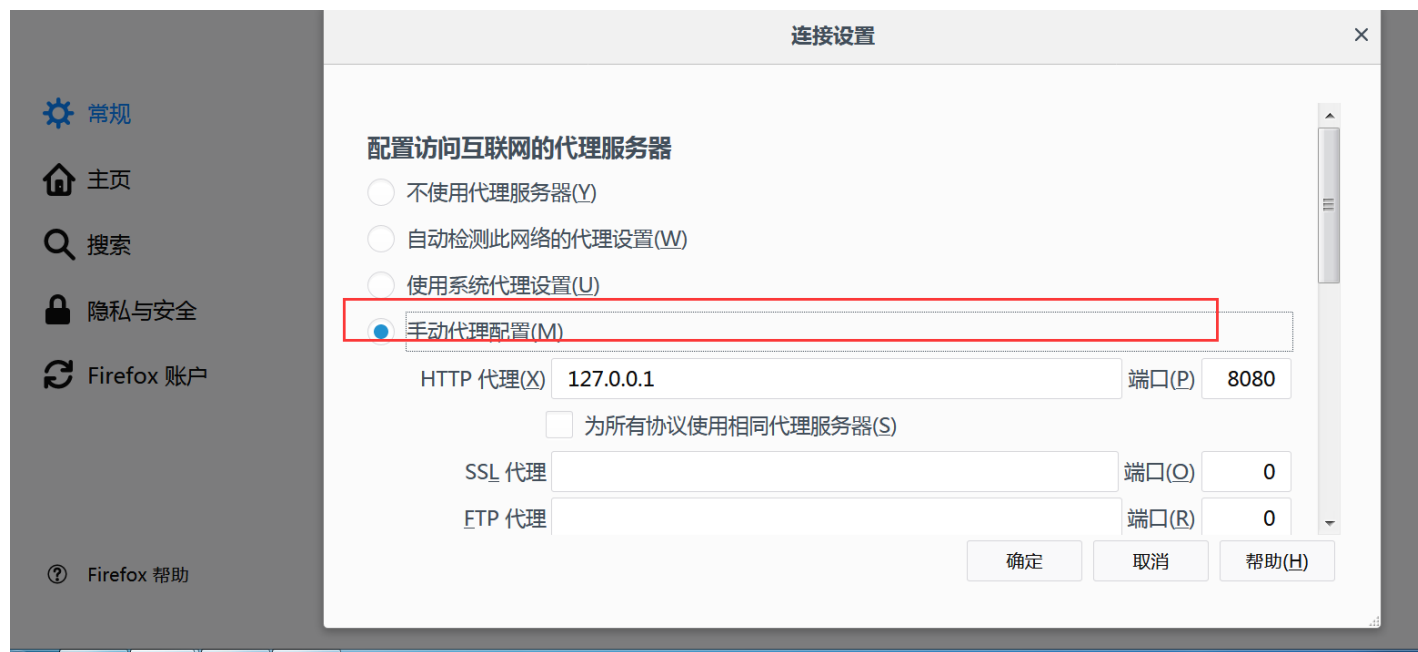 连接设置
常规
主页
搜索
隐私与安全
Firefox 账户
Firefox 帮助
配置访问互联网的代理服务器
不使用代理服务器(Y)
自动检测此网络的代理设置(W)
使用系统代理设置(U)
手动代理配置(M)
HTTP 代理(X) 127.0.0.1 端口(P) 8080
为所有协议使用相同代理服务器(S)
SSL 代理 端口(O) 0
FTP 代理 端口(R) 0
确定 取消 帮助(H)